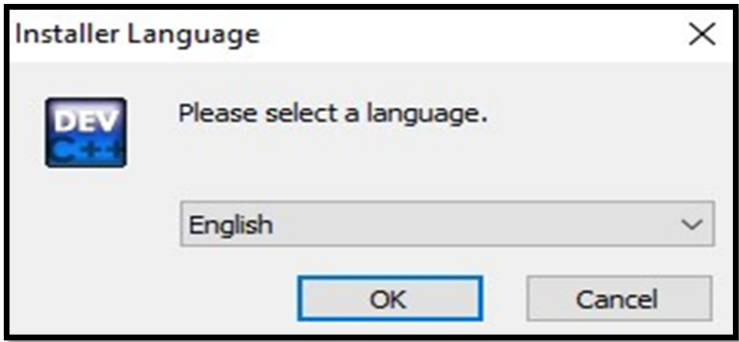 Installer Language
DEV
C++
Please select a language.
English
OK
Cancel